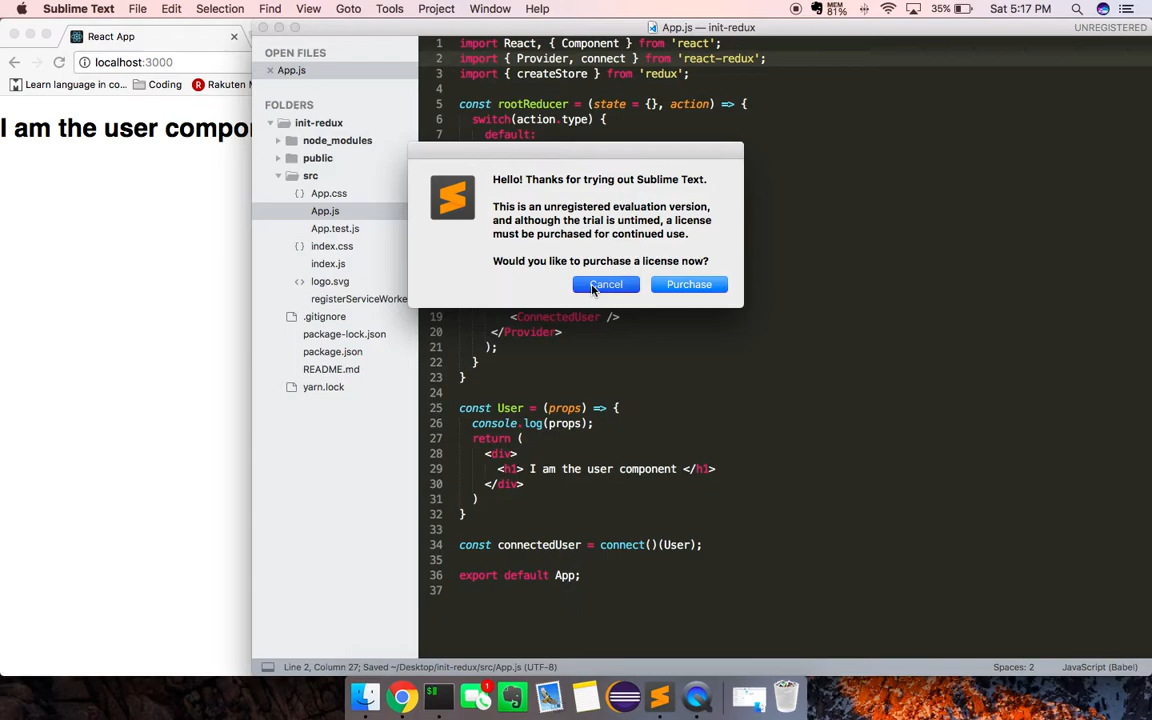 Sublime Text File Edit Selection Find View Goto Tools Project Window Help MEM 81% 35% Sat 5:17 PM
React App
App.js — init-redux
UNREGISTERED
localhost:3000
Learn language in co... Coding Rakuten
I am the user compo
OPEN FILES
App.js
FOLDERS
init-redux
node_modules
public
src
App.css
App.js
App.test.js
index.css
index.js
logo.svg
registerServiceWorke
.gitignore
package-lock.json
package.json
README.md
yarn.lock
1 import React, { Component } from 'react';
2 import { Provider, connect } from 'react-redux';
3 import { createStore } from 'redux';
4
5 const rootReducer = (state = {}, action) => {
6 switch(action.type) {
7 default:
Hello! Thanks for trying out Sublime Text.
This is an unregistered evaluation version,
and although the trial is untimed, a license
must be purchased for continued use.
Would you like to purchase a license now?
Cancel Purchase
19 <ConnectedUser />
20 </Provider>
21 );
22 }
23 }
24
25 const User = (props) => {
26 console.log(props);
27 return (
28 <div>
29 <h1> I am the user component </h1>
30 </div>
31 )
32 }
33
34 const connectedUser = connect()(User);
35
36 export default App;
37
Line 2, Column 27; Saved ~/Desktop/init-redux/src/App.js (UTF-8)
Spaces: 2
JavaScript (Babel)
$
1